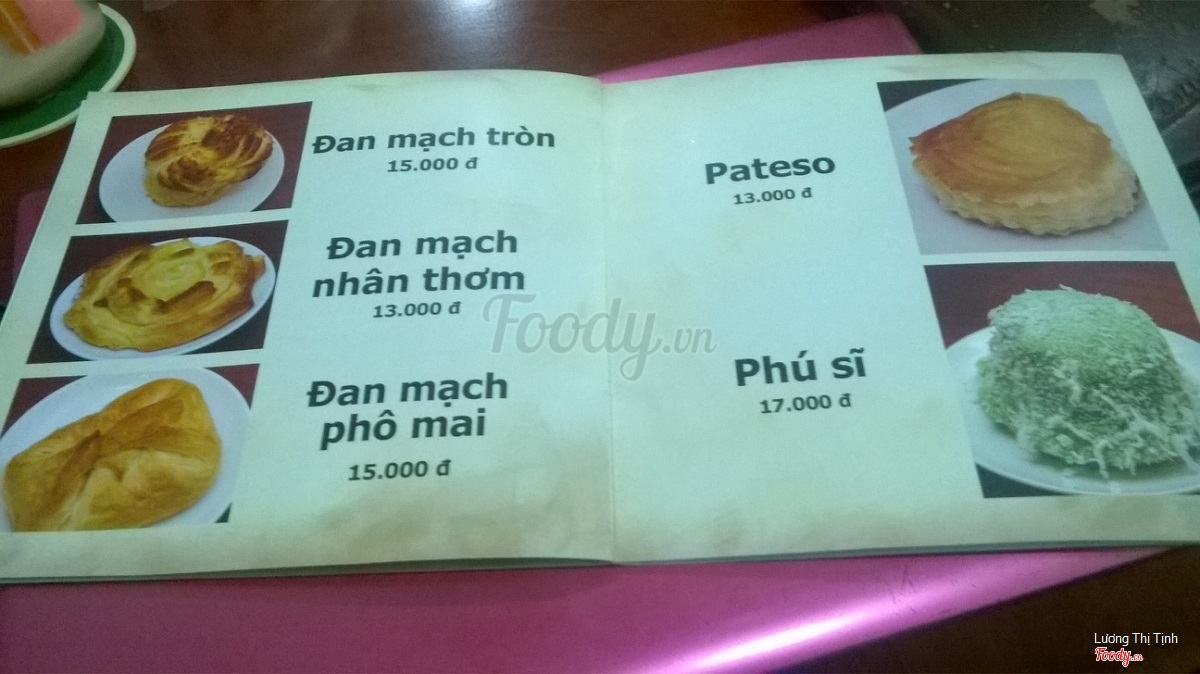 Đan mạch tròn
15.000 đ
Đan mạch
nhân thơm
13.000 đ
Đan mạch
phô mai
15.000 đ
Pateso
13.000 đ
Phú sĩ
17.000 đ
Foody.vn
Lương Thị Tịnh
Foody.vn